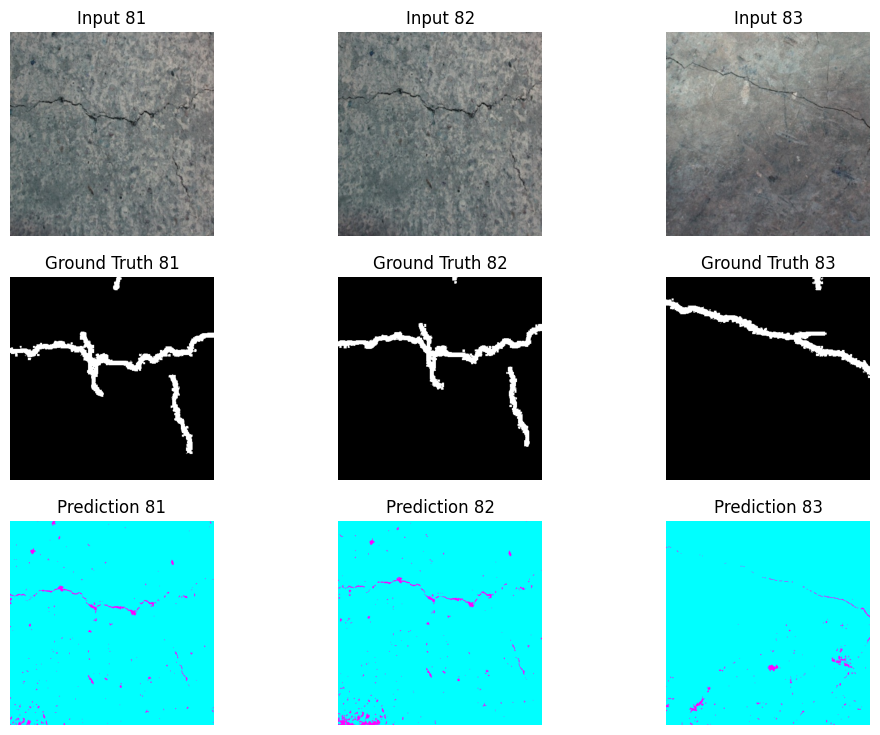 Input 81
Input 82
Input 83
Ground Truth 81
Ground Truth 82
Ground Truth 83
Prediction 81
Prediction 82
Prediction 83